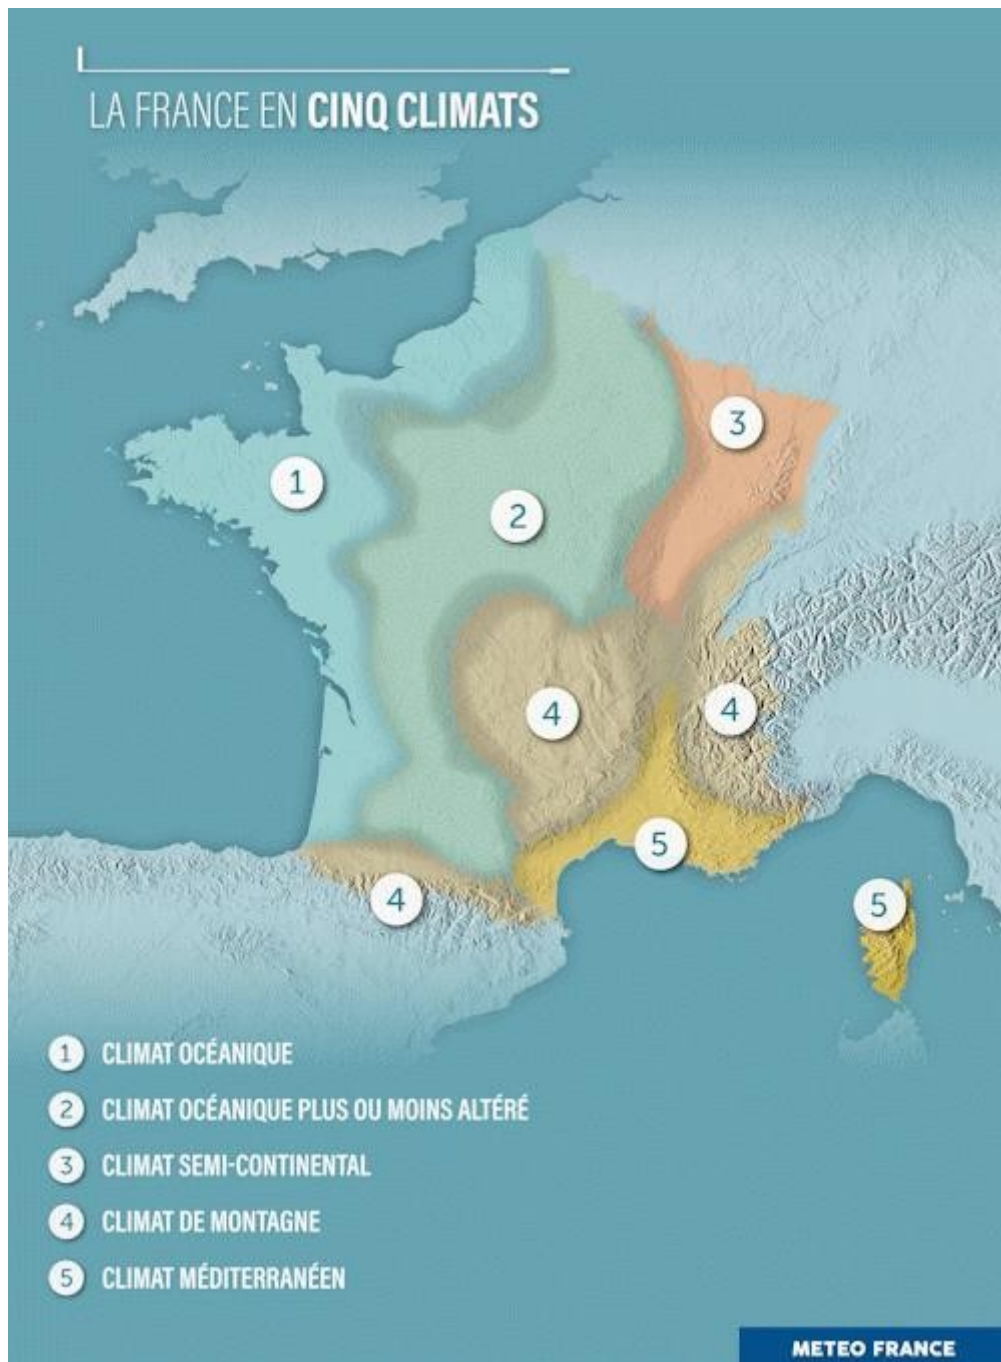 LA FRANCE EN CINQ CLIMATS
3
1
2
4
4
5
4
5
1 CLIMAT OCÉANIQUE
2 CLIMAT OCÉANIQUE PLUS OU MOINS ALTÉRÉ
3 CLIMAT SEMI-CONTINENTAL
4 CLIMAT DE MONTAGNE
5 CLIMAT MÉDITERRANÉEN
METEO FRANCE